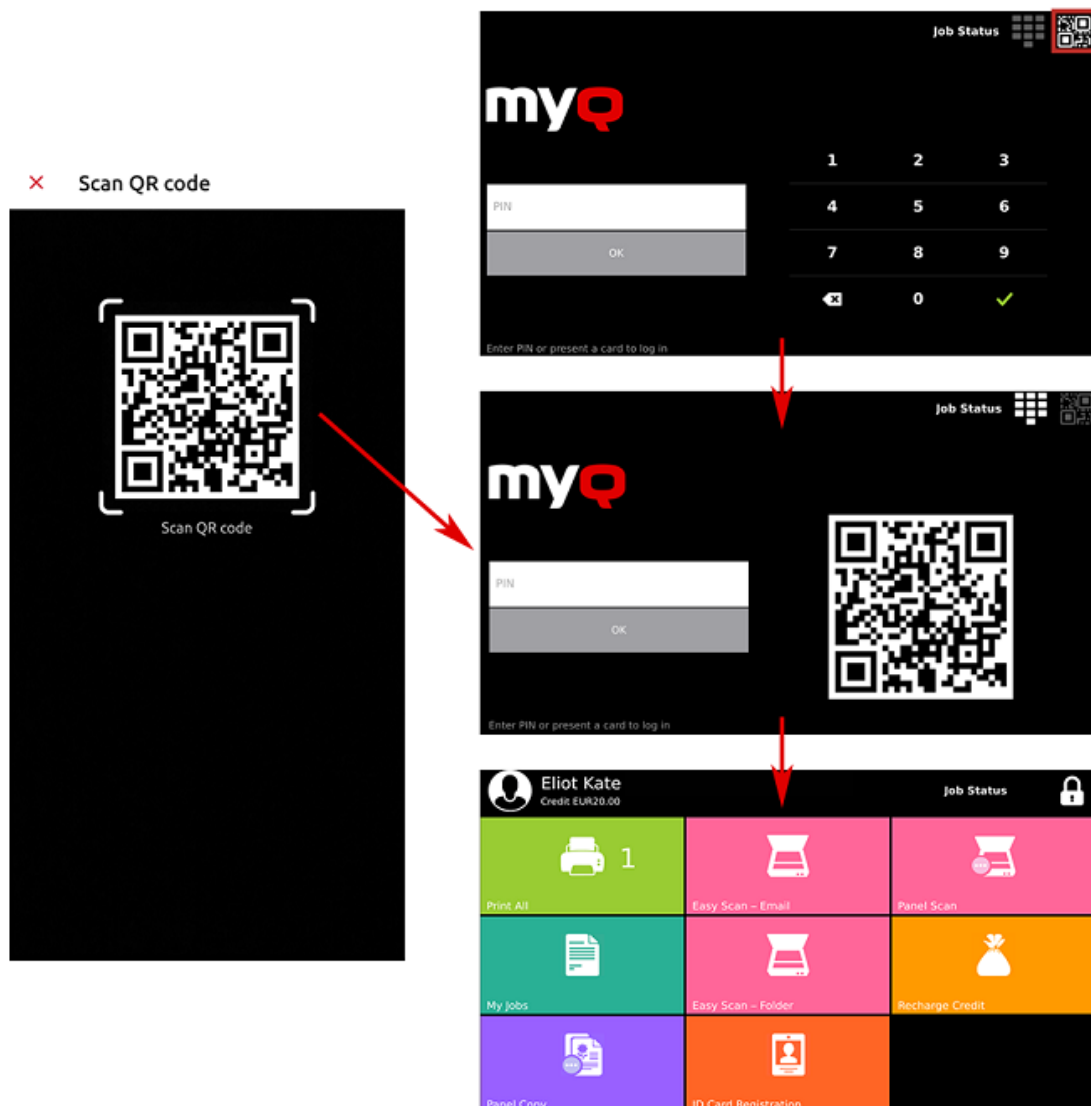 Scan QR code
Scan QR code
Job Status
myQ
1 2 3
PIN
4 5 6
OK
7 8 9
0
Enter PIN or present a card to log in
Job Status
myQ
PIN
OK
Enter PIN or present a card to log in
Eliot Kate
Credit EUR20.00
Job Status
1
Print All
Easy Scan – Email
Panel Scan
My Jobs
Easy Scan – Folder
Recharge Credit
Panel Copy
ID Card Registration